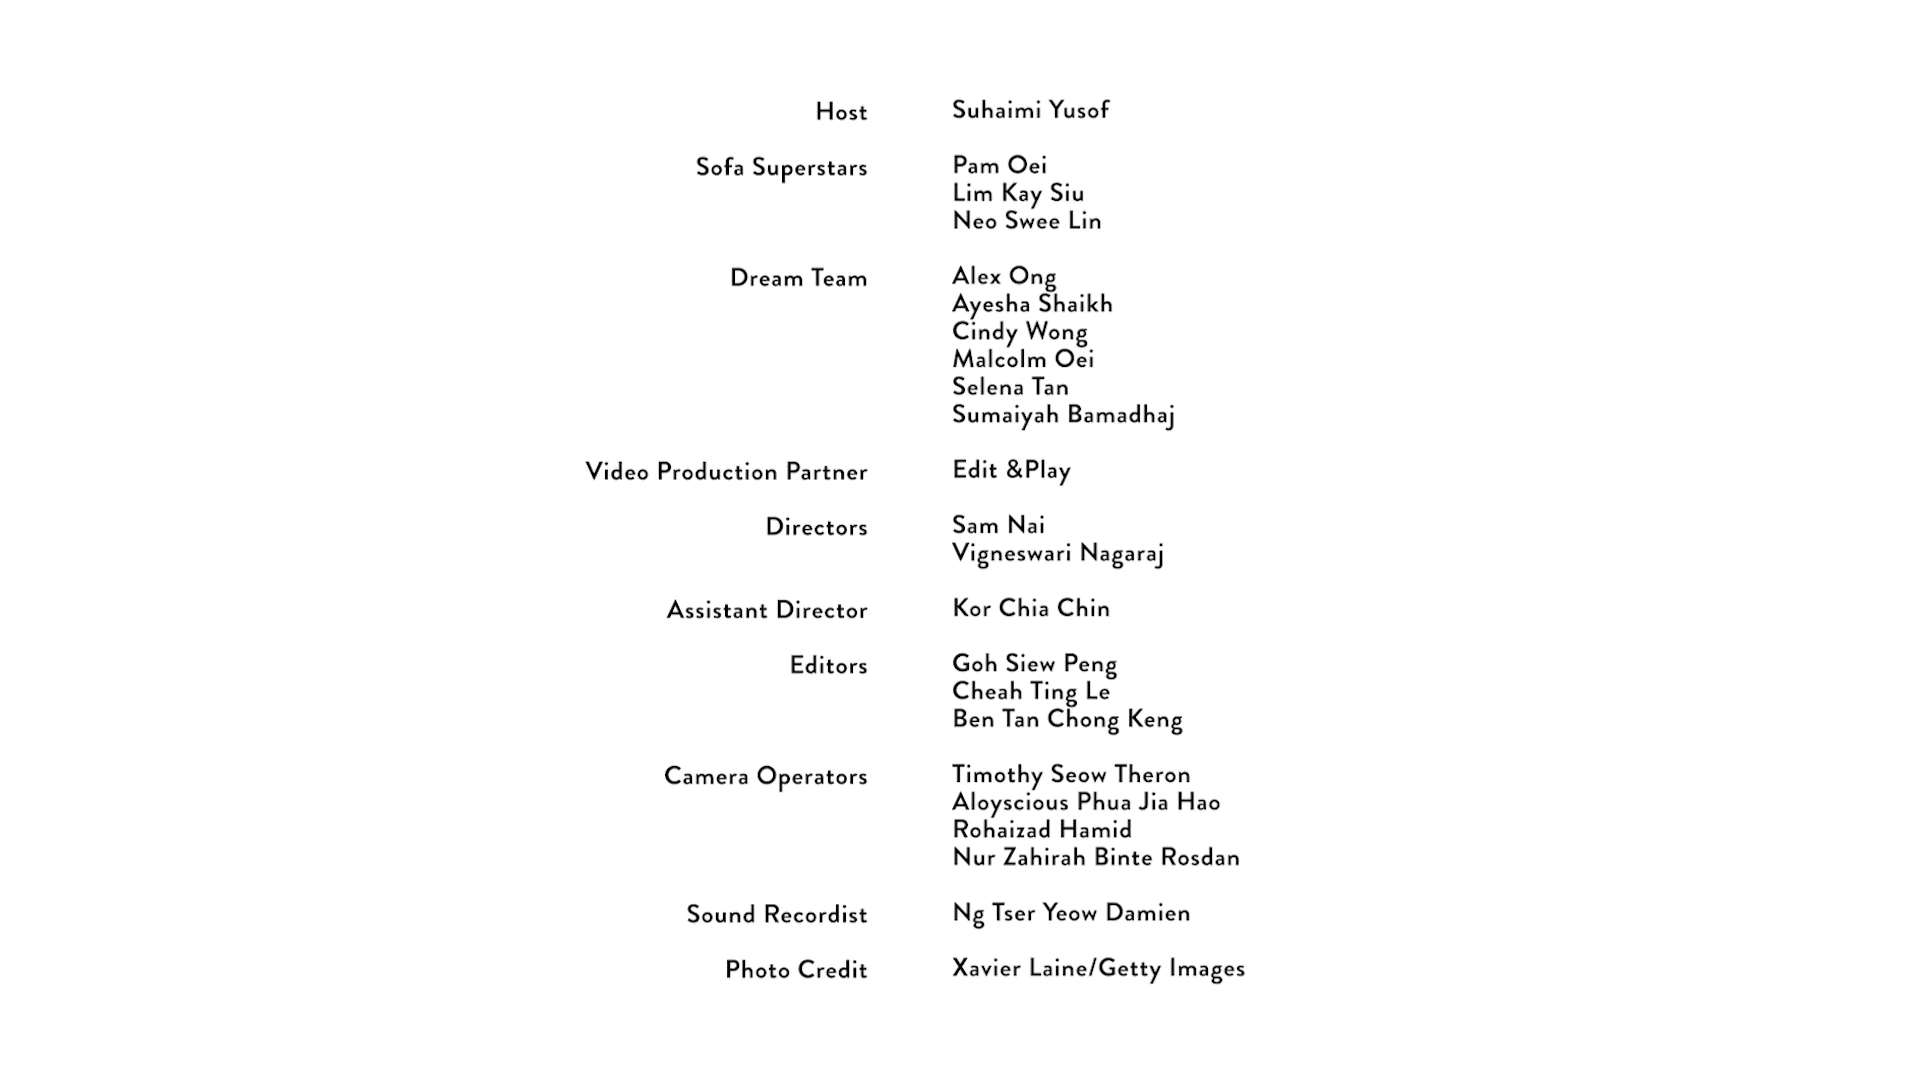 Host Suhaimi Yusof
Sofa Superstars Pam Oei
Lim Kay Siu
Neo Swee Lin
Dream Team Alex Ong
Ayesha Shaikh
Cindy Wong
Malcolm Oei
Selena Tan
Sumaiyah Bamadhaj
Video Production Partner Edit &Play
Directors Sam Nai
Vigneswari Nagaraj
Assistant Director Kor Chia Chin
Editors Goh Siew Peng
Cheah Ting Le
Ben Tan Chong Keng
Camera Operators Timothy Seow Theron
Aloyscious Phua Jia Hao
Rohaizad Hamid
Nur Zahirah Binte Rosdan
Sound Recordist Ng Tser Yeow Damien
Photo Credit Xavier Laine/Getty Images